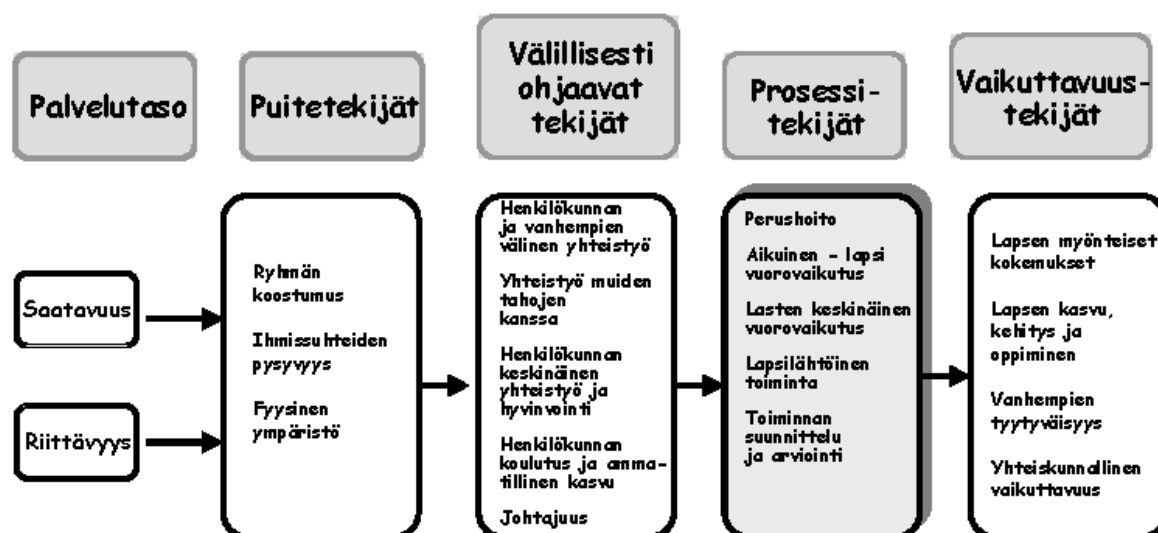 Palvelutaso
Puitetekijät
Välillisesti
ohjaavat
tekijät
Prosessi-
tekijät
Vaikuttavuus-
tekijät
Saatavuus
Riittävyys
Ryhmän
koostumus
Ihmissuhteiden
pysyvyys
Fyysinen
ympäristö
Henkilökunnan
ja vanhempien
välinen yhteistyö
Yhteistyö muiden
tahojen
kanssa
Henkilökunnan
keskinäinen
yhteistyö ja
hyvinvointi
Henkilökunnan
koulutus ja amma-
tillinen kasvu
Johtajuus
Perushoito
Aikuinen - lapsi
vuorovaikutus
Lasten keskinäinen
vuorovaikutus
Lapsilähtöinen
toiminta
Toiminnan
suunnittelu
ja arviointi
Lapsen myönteiset
kokemukset
Lapsen kasvu,
kehitys ja
oppiminen
Vanhempien
tyytyväisyys
Yhteiskunnallinen
vaikuttavuus